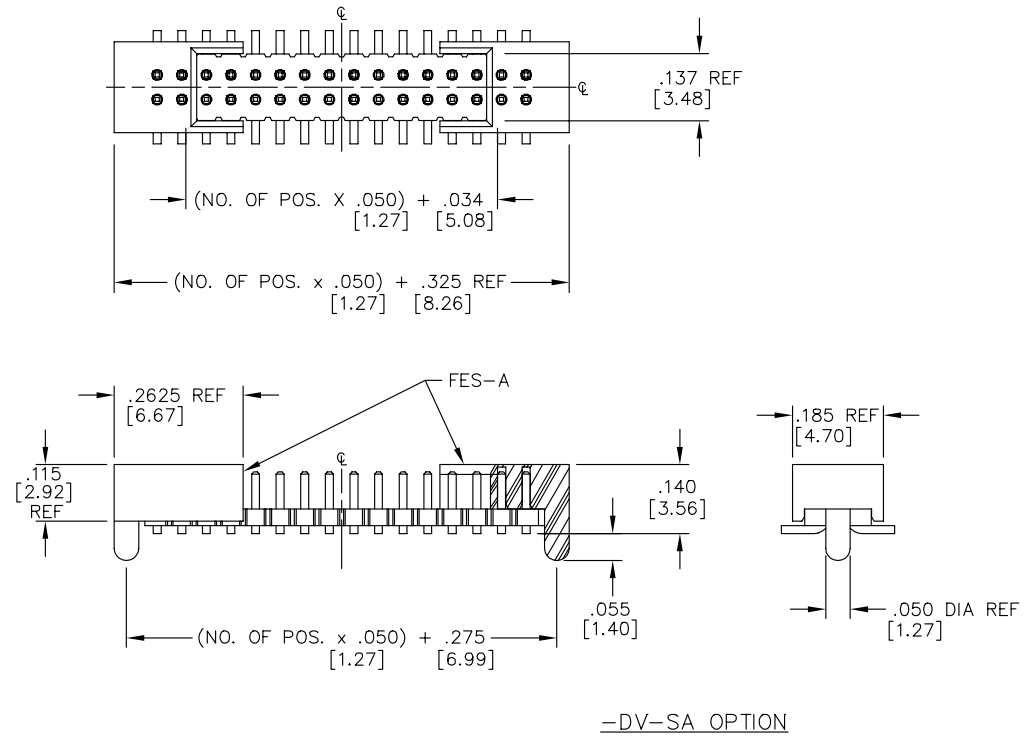 ℄
℄
.137 REF
[3.48]
(NO. OF POS. X .050) + .034
[1.27] [5.08]
(NO. OF POS. x .050) + .325 REF
[1.27] [8.26]
.2625 REF
[6.67]
FES-A
.185 REF
[4.70]
℄
.115
[2.92]
REF
.140
[3.56]
.055
[1.40]
.050 DIA REF
[1.27]
(NO. OF POS. x .050) + .275
[1.27] [6.99]
-DV-SA OPTION